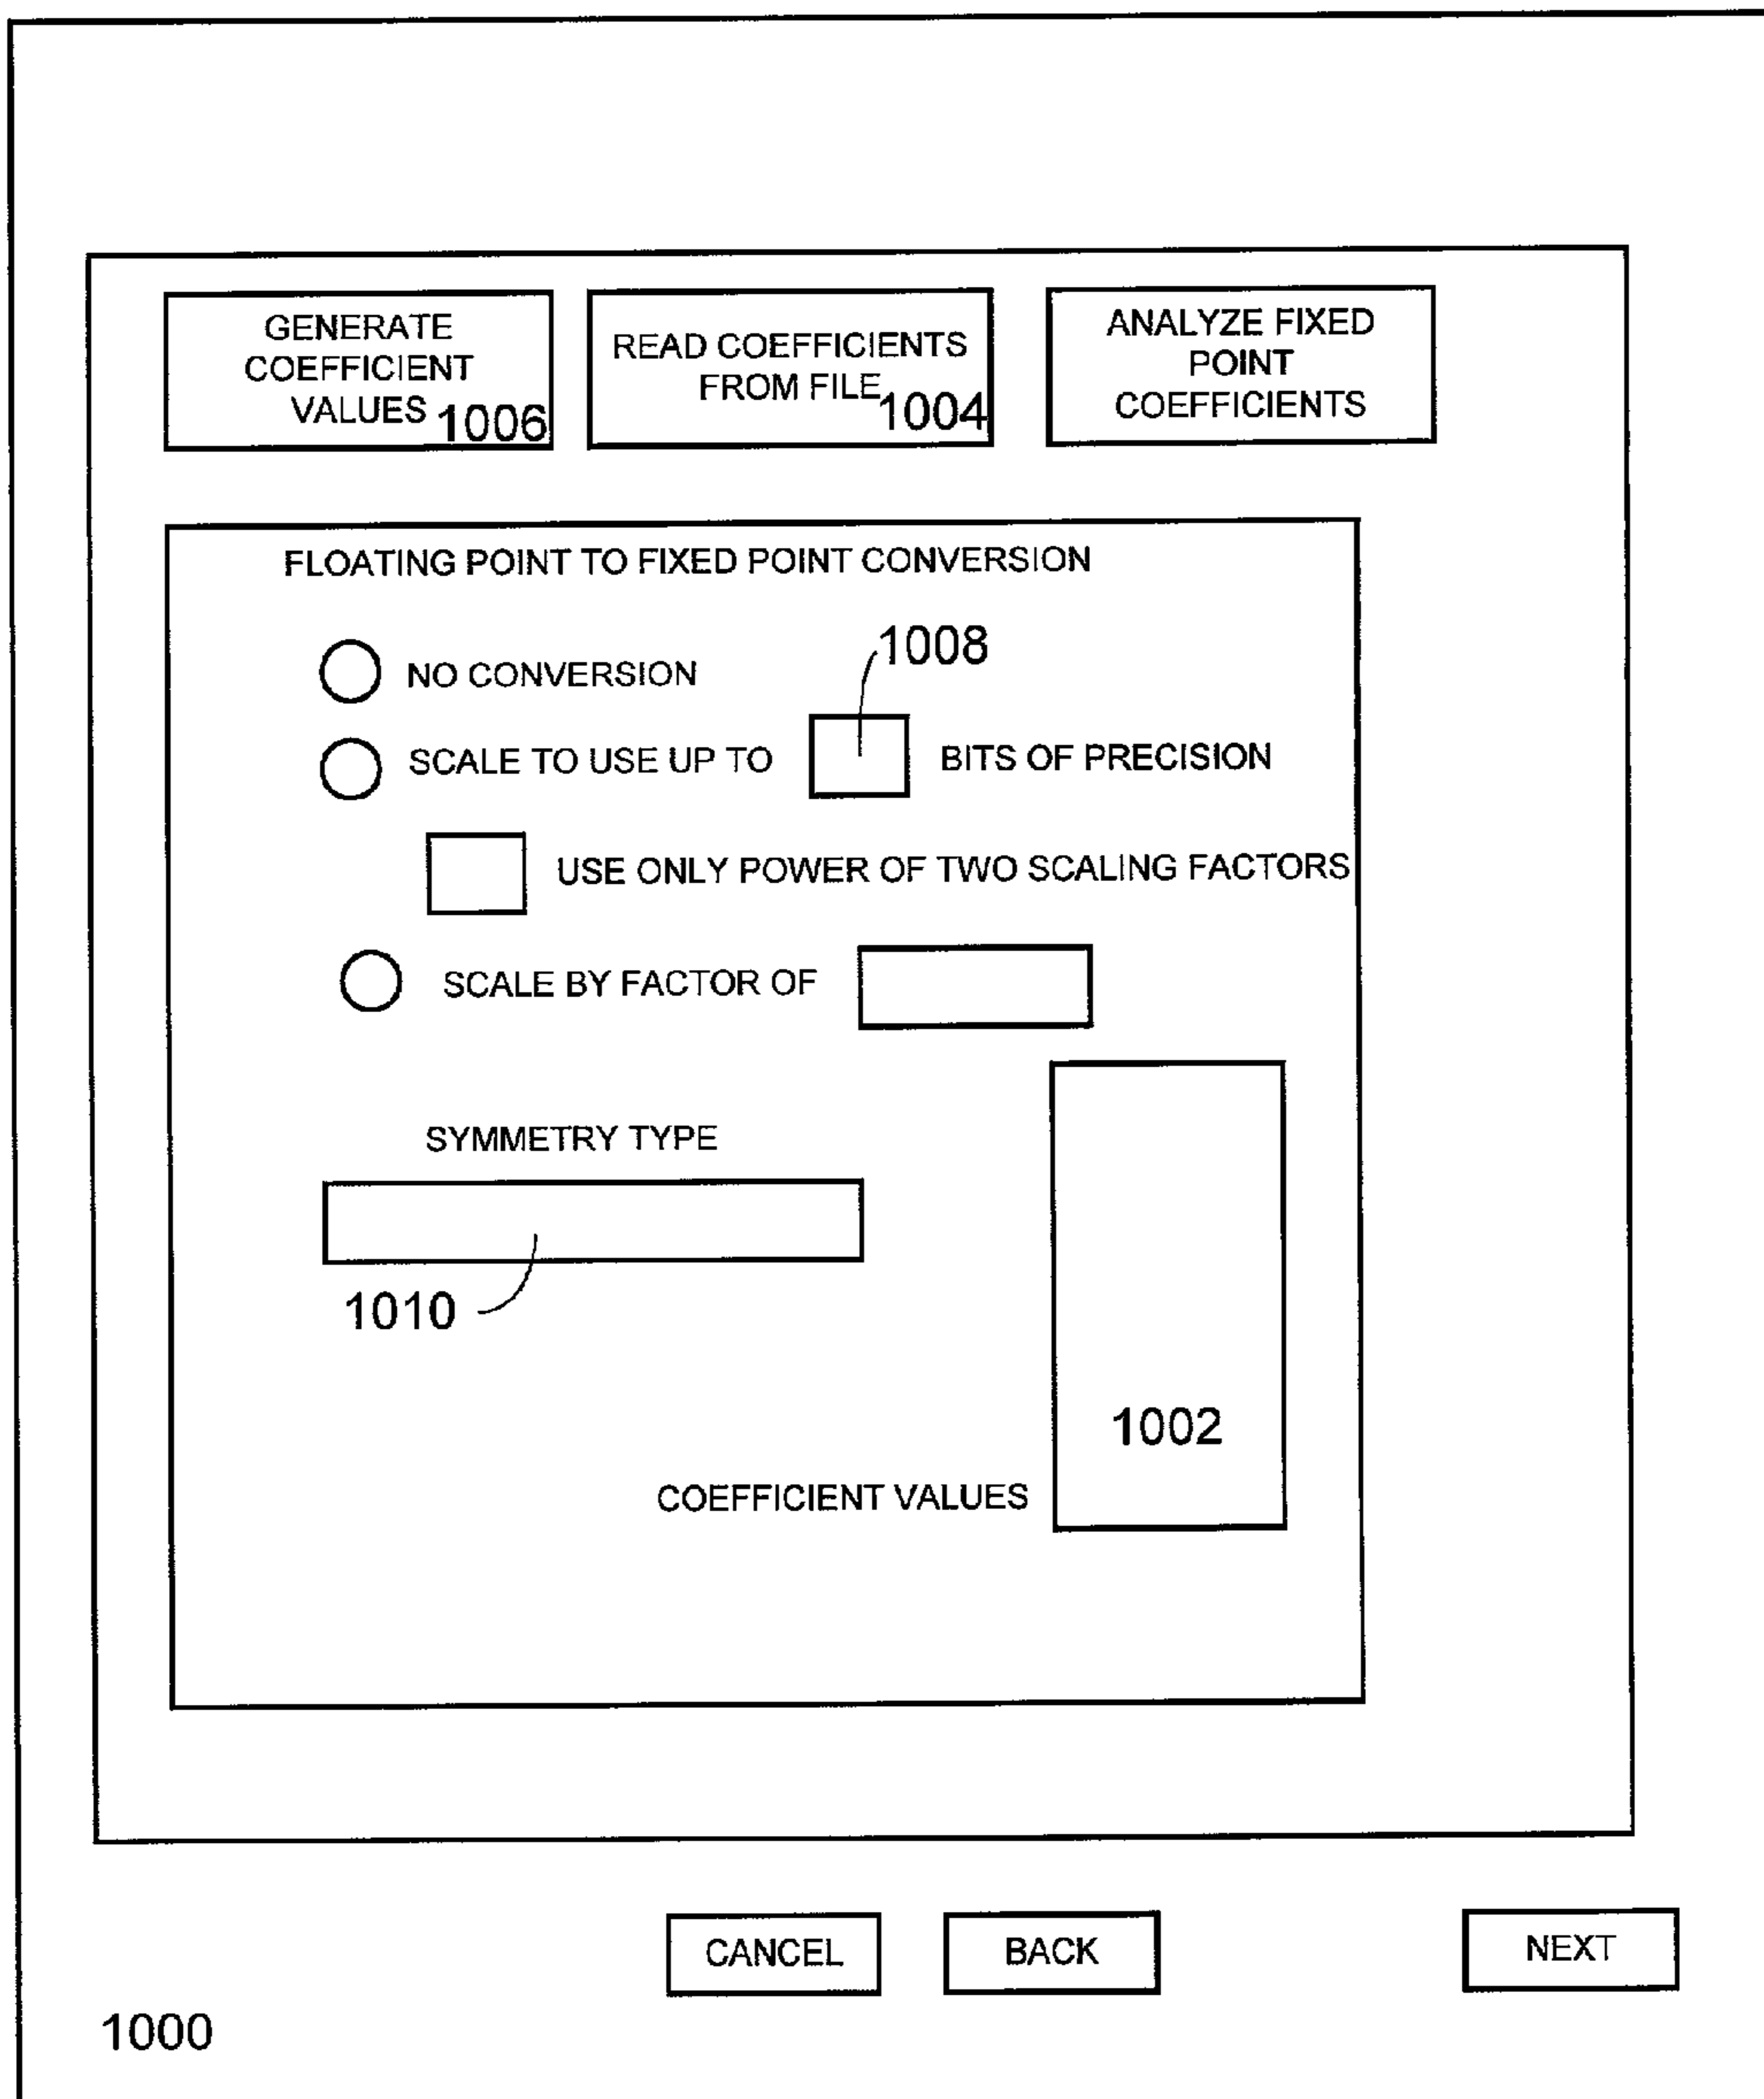 GENERATE
COEFFICIENT
VALUES 1006
READ COEFFICIENTS
FROM FILE 1004
ANALYZE FIXED
POINT
COEFFICIENTS
FLOATING POINT TO FIXED POINT CONVERSION
1008
NO CONVERSION
SCALE TO USE UP TO BITS OF PRECISION
USE ONLY POWER OF TWO SCALING FACTORS
SCALE BY FACTOR OF
SYMMETRY TYPE
1010
1002
COEFFICIENT VALUES
CANCEL
BACK
NEXT
1000